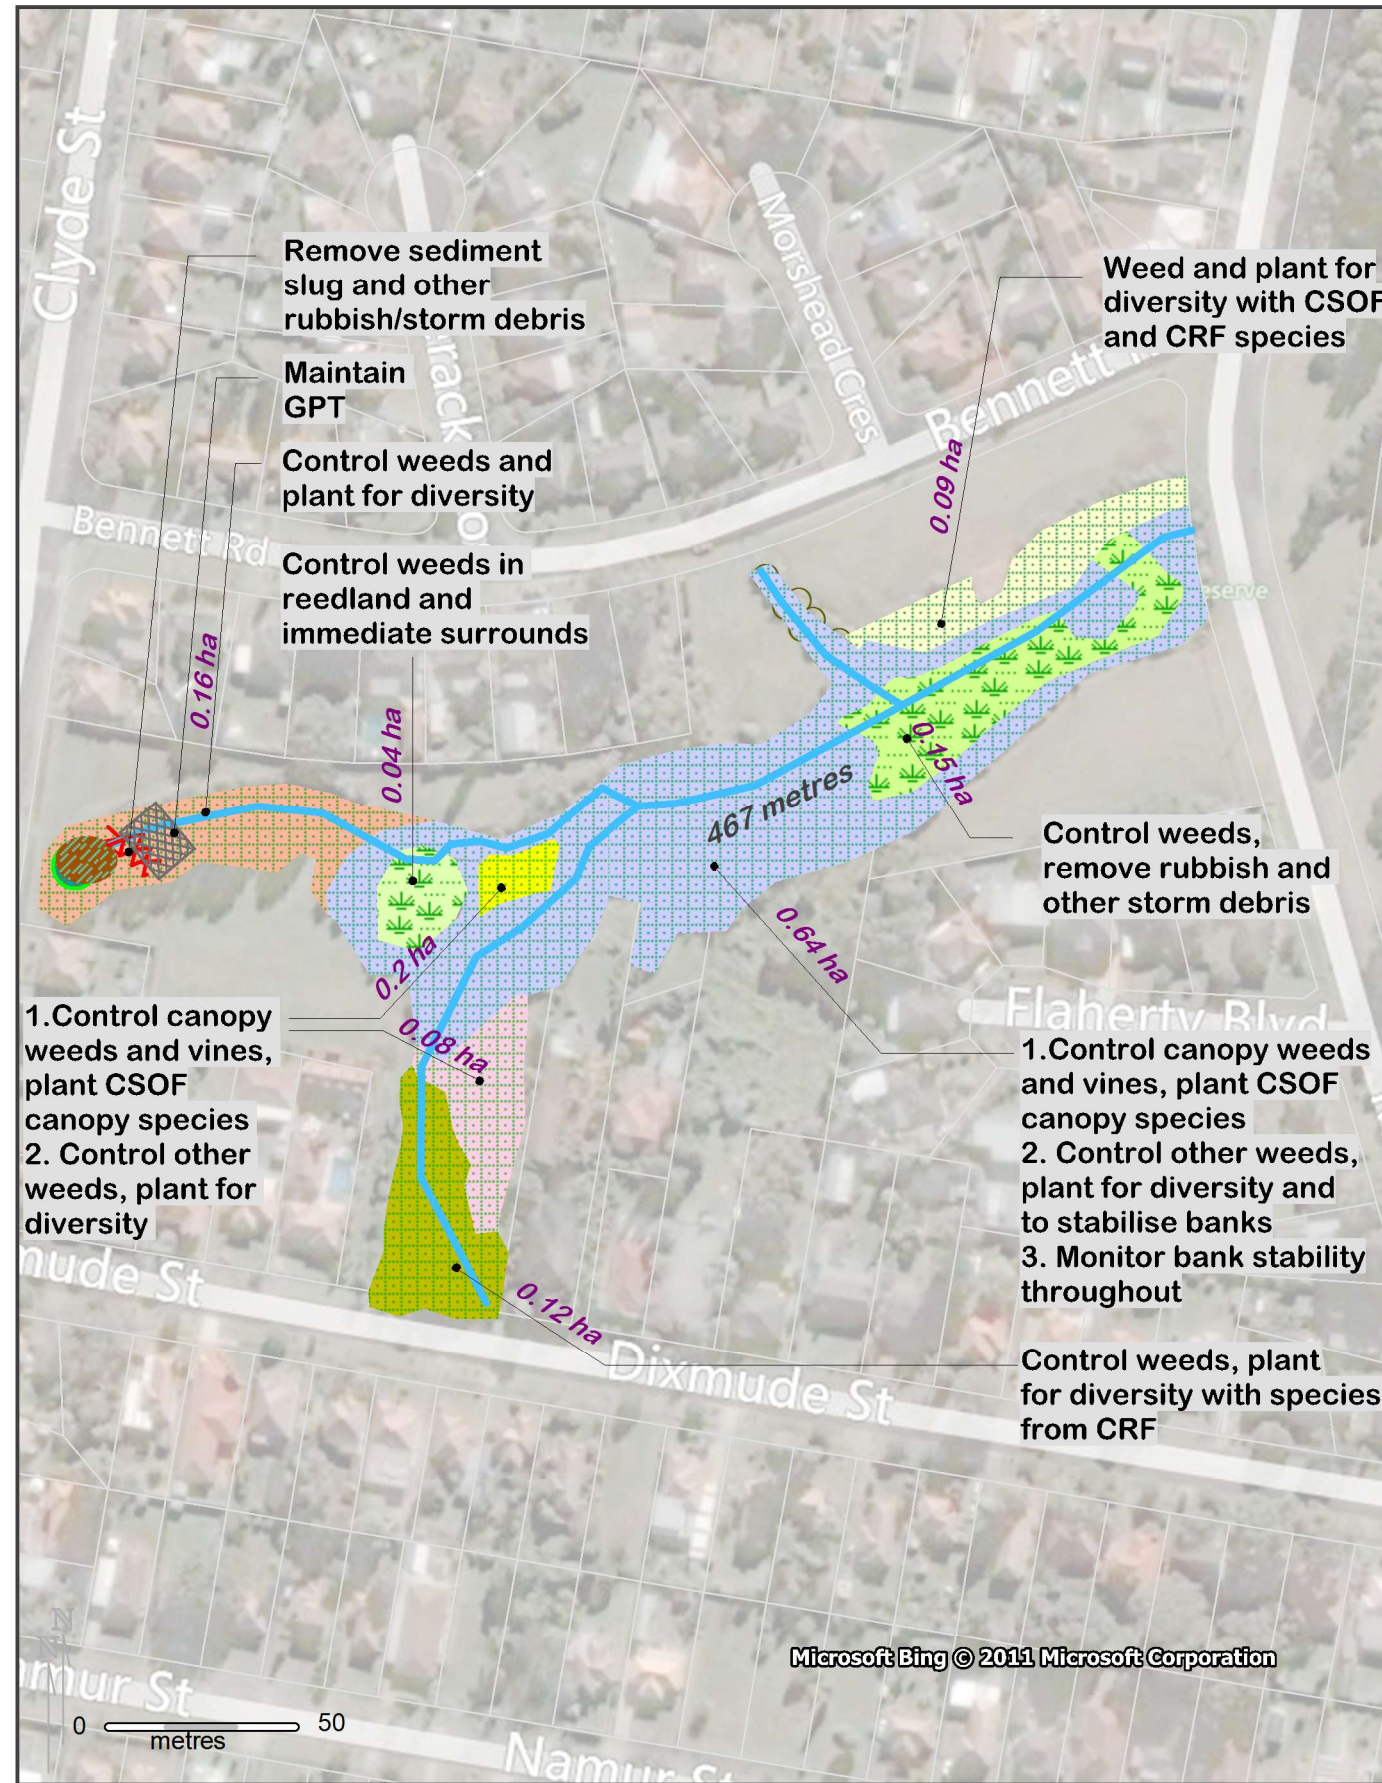 Clyde St
Remove sediment
slug and other
rubbish/storm debris
Maintain
GPT
Control weeds and
plant for diversity
Control weeds in
reedland and
immediate surrounds
Morshead Cres
Weed and plant for
diversity with CSOF
and CRF species
Bennett
Bennett Rd
0.09 ha
0.16 ha
0.04 ha
0.15 ha
467 metres
Control weeds,
remove rubbish and
other storm debris
0.64 ha
0.2 ha
0.08 ha
1.Control canopy
weeds and vines,
plant CSOF
canopy species
2. Control other
weeds, plant for
diversity
Flaherty Blvd
1.Control canopy weeds
and vines, plant CSOF
canopy species
2. Control other weeds,
plant for diversity and
to stabilise banks
3. Monitor bank stability
throughout
mude St
0.12 ha
Dixmude St
Control weeds, plant
for diversity with species
from CRF
N
Microsoft Bing © 2011 Microsoft Corporation
mur St
0 50
metres
Namur St